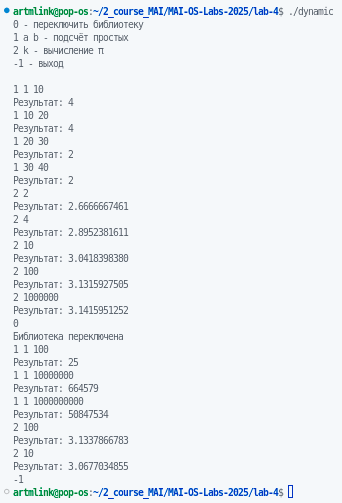 artmlink@pop-os:~/2_course_MAI/MAI-OS-Labs-2025/lab-4$ ./dynamic
0 - переключить библиотеку
1 a b - подсчёт простых
2 k - вычисление π
-1 - выход
1 1 10
Результат: 4
1 10 20
Результат: 4
1 20 30
Результат: 2
1 30 40
Результат: 2
2 2
Результат: 2.6666667461
2 4
Результат: 2.8952381611
2 10
Результат: 3.0418398380
2 100
Результат: 3.1315927505
2 1000000
Результат: 3.1415951252
0
Библиотека переключена
1 1 100
Результат: 25
1 1 10000000
Результат: 664579
1 1 1000000000
Результат: 50847534
2 100
Результат: 3.1337866783
2 10
Результат: 3.0677034855
-1
artmlink@pop-os:~/2_course_MAI/MAI-OS-Labs-2025/lab-4$